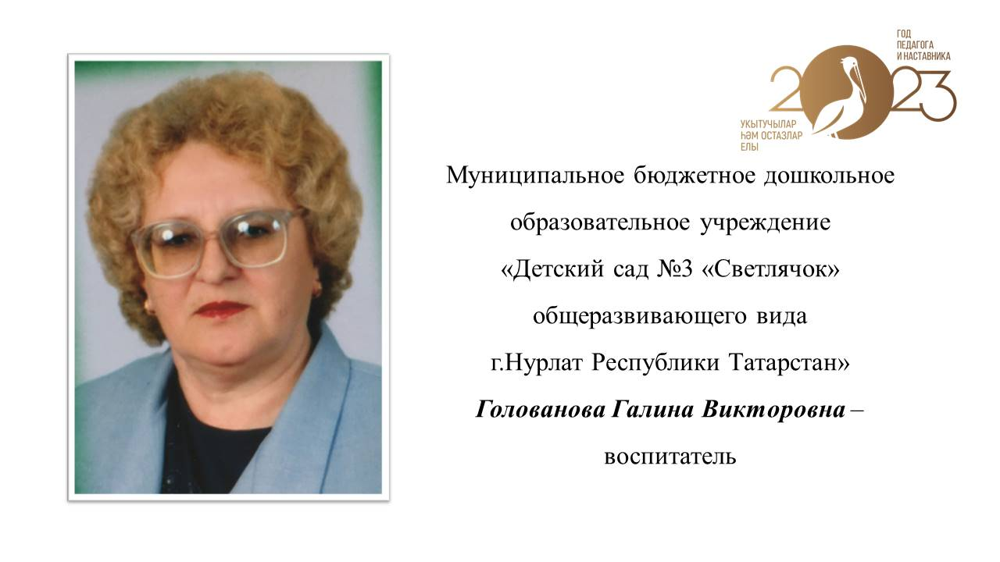 ГОД
ПЕДАГОГА
И НАСТАВНИКА
2023
УКЫТУЧЫЛАР
ҺӘМ ОСТАЗЛАР
ЕЛЫ
Муниципальное бюджетное дошкольное
образовательное учреждение
«Детский сад №3 «Светлячок»
общеразвивающего вида
г.Нурлат Республики Татарстан»
Голованова Галина Викторовна –
воспитатель